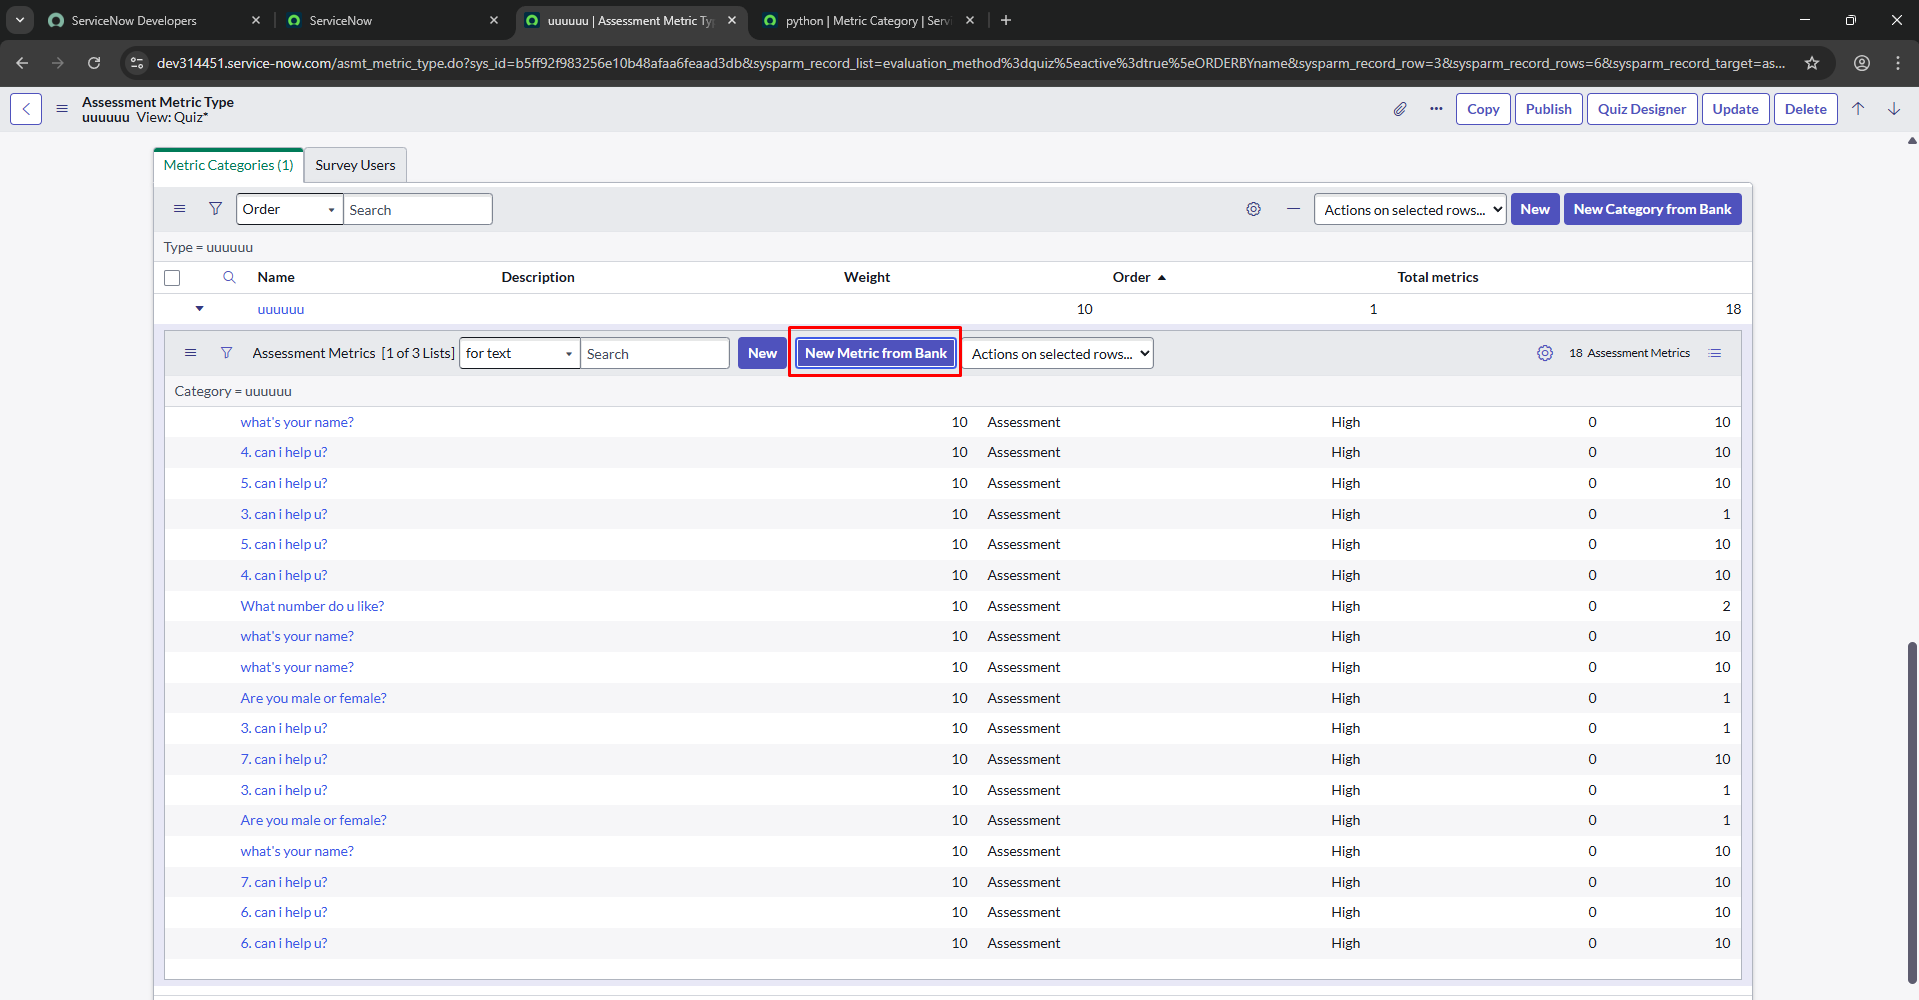 ServiceNow Developers
ServiceNow
uuuuuu | Assessment Metric Ty
python | Metric Category | Servi
dev314451.service-now.com/asmt_metric_type.do?sys_id=b5ff92f983256e10b48afaa6feaad3db&sysparm_record_list=evaluation_method%3dquiz%5eactive%3dtrue%5eORDERBYname&sysparm_record_row=3&sysparm_record_rows=6&sysparm_record_target=as...
Assessment Metric Type
uuuuuu View: Quiz*
Copy
Publish
Quiz Designer
Update
Delete
Metric Categories (1)
Survey Users
Order
Search
Actions on selected rows...
New
New Category from Bank
Type = uuuuuu
Name Description Weight Order Total metrics
uuuuuu 10 1 18
Assessment Metrics [1 of 3 Lists]
for text
Search
New
New Metric from Bank
Actions on selected rows...
18 Assessment Metrics
Category = uuuuuu
what's your name? 10 Assessment High 0 10
4. can i help u? 10 Assessment High 0 10
5. can i help u? 10 Assessment High 0 10
3. can i help u? 10 Assessment High 0 1
5. can i help u? 10 Assessment High 0 10
4. can i help u? 10 Assessment High 0 10
What number do u like? 10 Assessment High 0 2
what's your name? 10 Assessment High 0 10
what's your name? 10 Assessment High 0 10
Are you male or female? 10 Assessment High 0 1
3. can i help u? 10 Assessment High 0 1
7. can i help u? 10 Assessment High 0 10
3. can i help u? 10 Assessment High 0 1
Are you male or female? 10 Assessment High 0 1
what's your name? 10 Assessment High 0 10
7. can i help u? 10 Assessment High 0 10
6. can i help u? 10 Assessment High 0 10
6. can i help u? 10 Assessment High 0 10